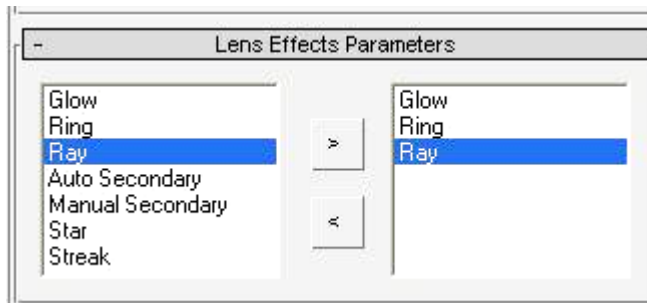 - Lens Effects Parameters
Glow
Ring
Ray
Auto Secondary
Manual Secondary
Star
Streak
>
<
Glow
Ring
Ray